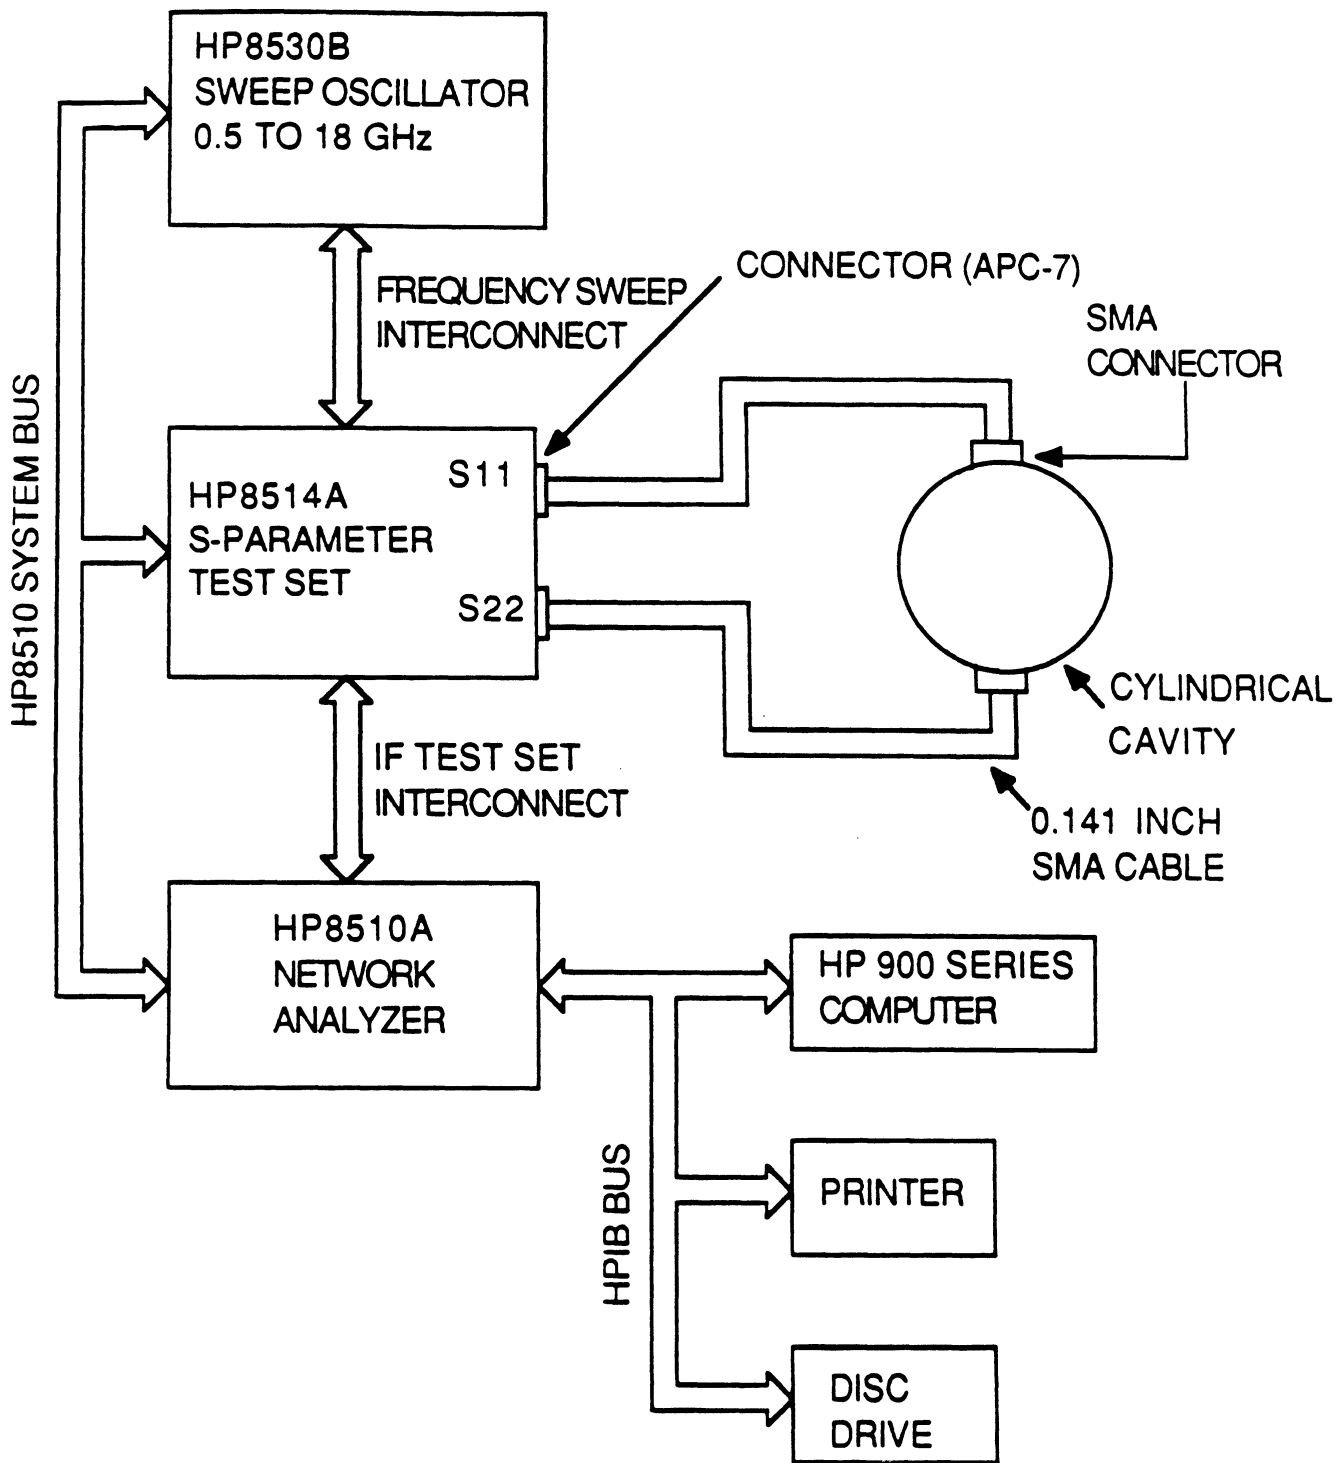 HP8530B
SWEEP OSCILLATOR
0.5 TO 18 GHz
FREQUENCY SWEEP
INTERCONNECT
CONNECTOR (APC-7)
SMA
CONNECTOR
HP8510 SYSTEM BUS
S11
HP8514A
S-PARAMETER
TEST SET
S22
CYLINDRICAL
CAVITY
IF TEST SET
INTERCONNECT
0.141 INCH
SMA CABLE
HP8510A
NETWORK
ANALYZER
HP 900 SERIES
COMPUTER
HPIB BUS
PRINTER
DISC
DRIVE